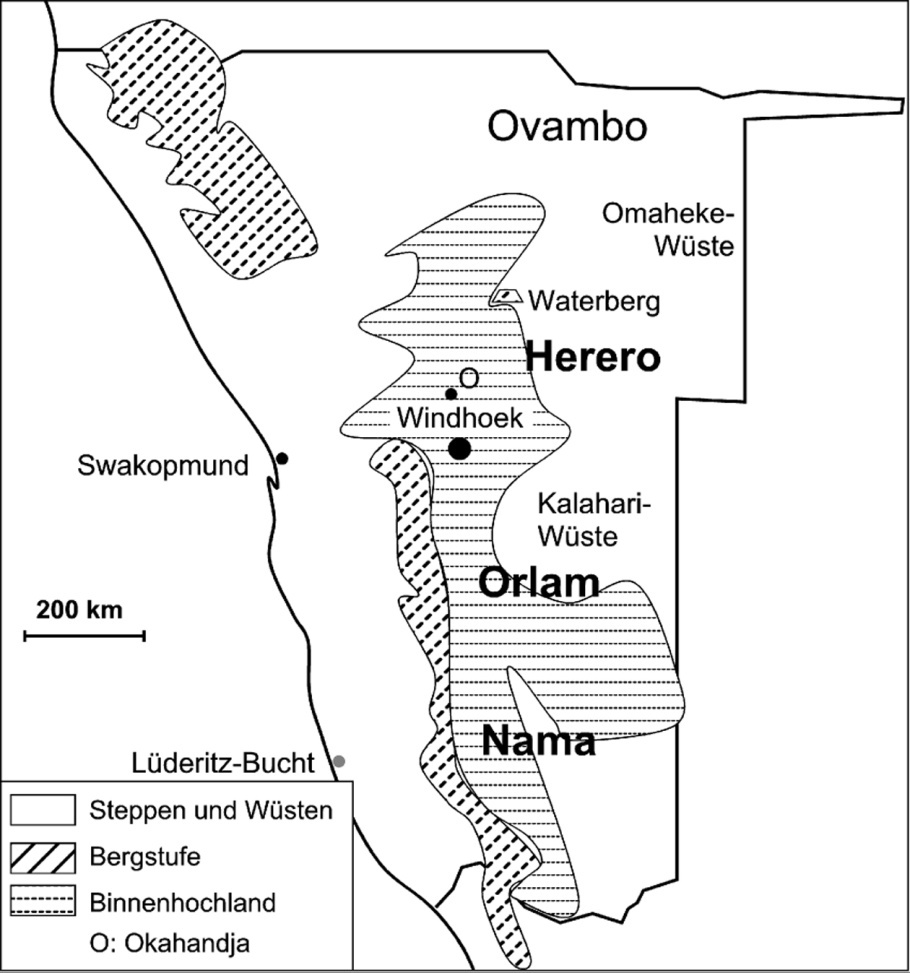 Ovambo
Omaheke-
Wüste
Waterberg
Herero
O
Windhoek
Swakopmund
Kalahari-
Wüste
Orlam
200 km
Nama
Lüderitz-Bucht
Steppen und Wüsten
Bergstufe
Binnenhochland
O: Okahandja